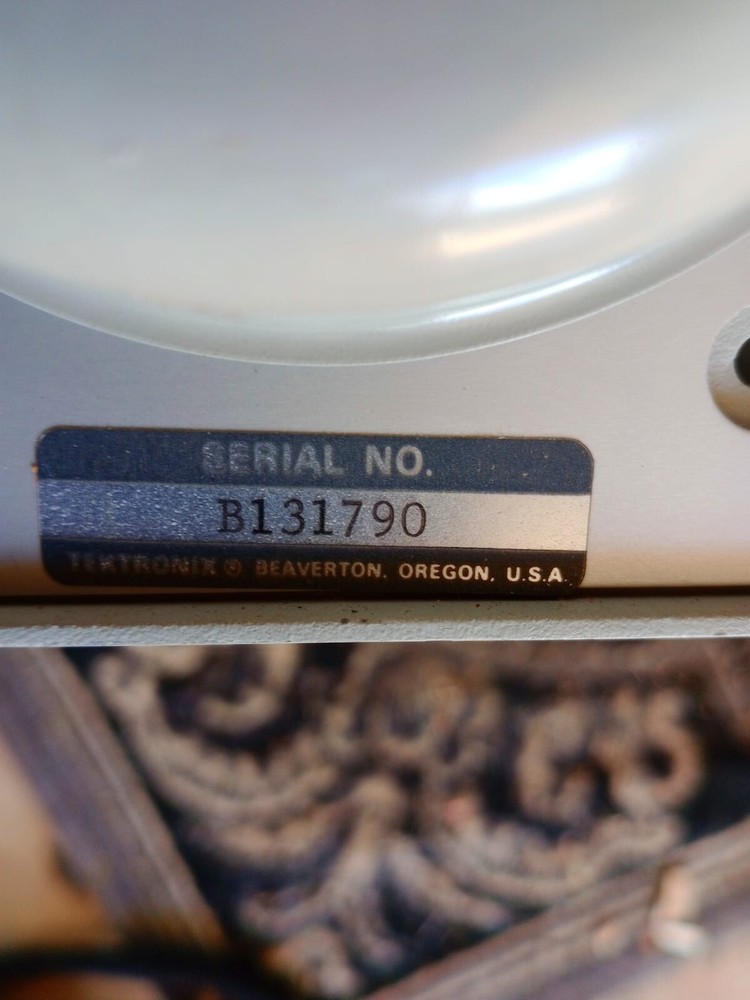 SERIAL NO.
B131790
TEKTRONIX ® BEAVERTON, OREGON, U.S.A